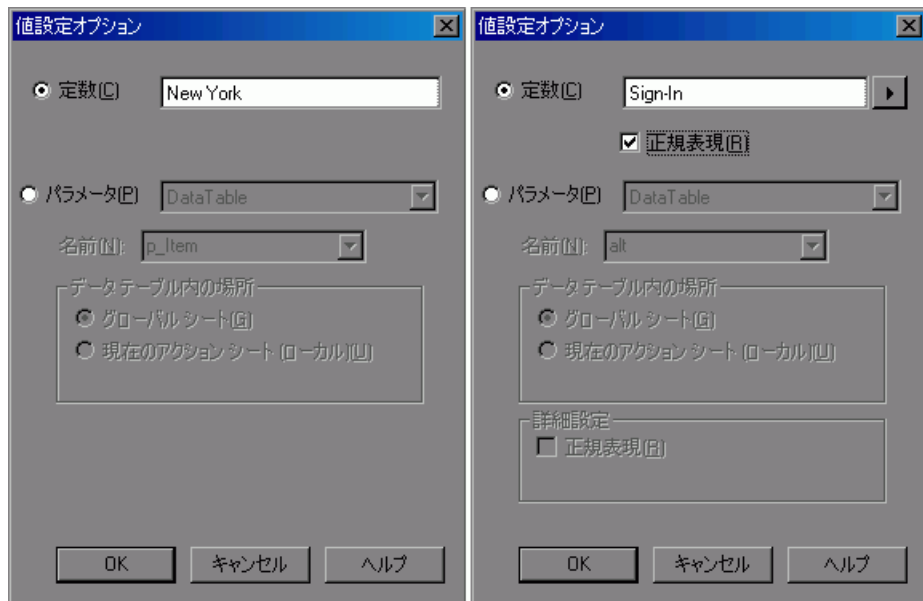 値設定オプション
定数(C)
New York
パラメータ(P)
DataTable
名前(N):
p_Item
データ テーブル内の場所
グローバル シート(G)
現在のアクション シート (ローカル)(U)
OK
キャンセル
ヘルプ
値設定オプション
定数(C)
Sign-In
正規表現(R)
パラメータ(P)
DataTable
名前(N):
alt
データ テーブル内の場所
グローバル シート(G)
現在のアクション シート (ローカル)(U)
詳細設定
正規表現(R)
OK
キャンセル
ヘルプ